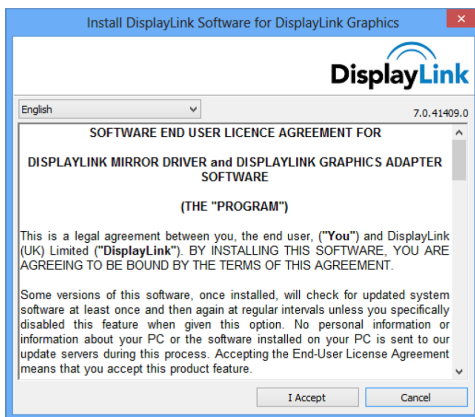 Install DisplayLink Software for DisplayLink Graphics
DisplayLink
English
7.0.41409.0
SOFTWARE END USER LICENCE AGREEMENT FOR
DISPLAYLINK MIRROR DRIVER and DISPLAYLINK GRAPHICS ADAPTER
SOFTWARE
(THE "PROGRAM")
This is a legal agreement between you, the end user, ("You") and DisplayLink
(UK) Limited ("DisplayLink"). BY INSTALLING THIS SOFTWARE, YOU ARE
AGREEING TO BE BOUND BY THE TERMS OF THIS AGREEMENT.
Some versions of this software, once installed, will check for updated system
software at least once and then again at regular intervals unless you specifically
disabled this feature when given this option. No personal information or
information about your PC or the software installed on your PC is sent to our
update servers during this process. Accepting the End-User License Agreement
means that you accept this product feature.
I Accept
Cancel